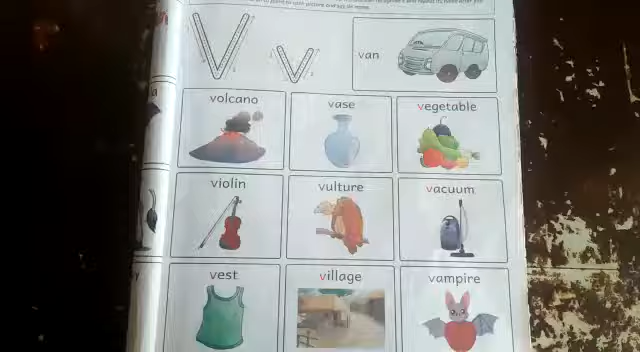 V v
van
volcano vase vegetable
violin vulture vacuum
vest village vampire